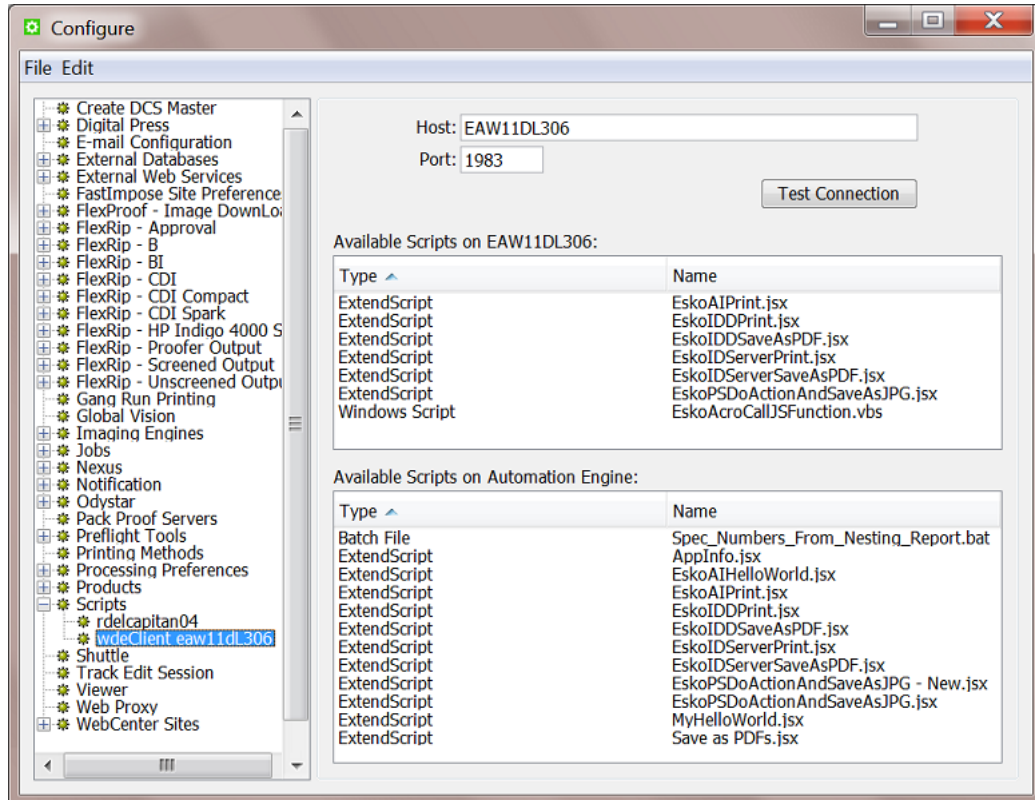 Configure
File Edit
Create DCS Master
Digital Press
E-mail Configuration
External Databases
External Web Services
FastImpose Site Preference
FlexProof - Image DownLo
FlexRip - Approval
FlexRip - B
FlexRip - BI
FlexRip - CDI
FlexRip - CDI Compact
FlexRip - CDI Spark
FlexRip - HP Indigo 4000 S
FlexRip - Proofer Output
FlexRip - Screened Output
FlexRip - Unscreened Outpu
Gang Run Printing
Global Vision
Imaging Engines
Jobs
Nexus
Notification
Odystar
Pack Proof Servers
Preflight Tools
Printing Methods
Processing Preferences
Products
Scripts
rdelcapitan04
wdeClient eaw11dL306
Shuttle
Track Edit Session
Viewer
Web Proxy
WebCenter Sites
Host: EAW11DL306
Port: 1983
Test Connection
Available Scripts on EAW11DL306:
Type Name
ExtendScript EskoAIPrint.jsx
ExtendScript EskoIDDPrint.jsx
ExtendScript EskoIDDSaveAsPDF.jsx
ExtendScript EskoIDServerPrint.jsx
ExtendScript EskoIDServerSaveAsPDF.jsx
ExtendScript EskoPSDoActionAndSaveAsJPG.jsx
Windows Script EskoAcroCallJSFunction.vbs
Available Scripts on Automation Engine:
Type Name
Batch File Spec_Numbers_From_Nesting_Report.bat
ExtendScript AppInfo.jsx
ExtendScript EskoAIHelloWorld.jsx
ExtendScript EskoAIPrint.jsx
ExtendScript EskoIDDPrint.jsx
ExtendScript EskoIDDSaveAsPDF.jsx
ExtendScript EskoIDServerPrint.jsx
ExtendScript EskoIDServerSaveAsPDF.jsx
ExtendScript EskoPSDoActionAndSaveAsJPG - New.jsx
ExtendScript EskoPSDoActionAndSaveAsJPG.jsx
ExtendScript MyHelloWorld.jsx
ExtendScript Save as PDFs.jsx